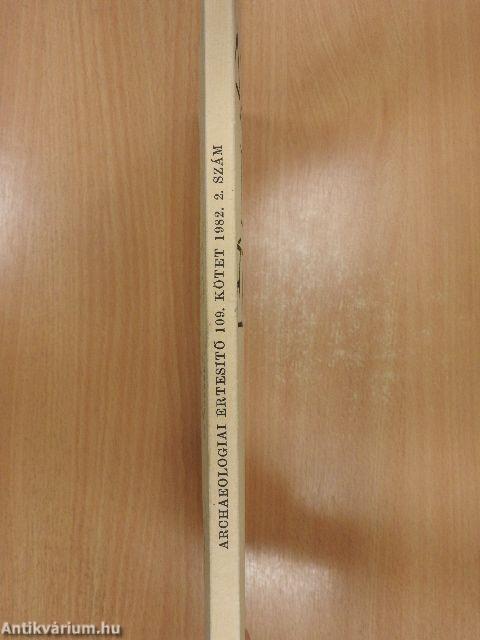 ARCHAEOLOGIAI ÉRTESÍTŐ 109. KÖTET 1982. 2. SZÁM
Antikvárium.hu